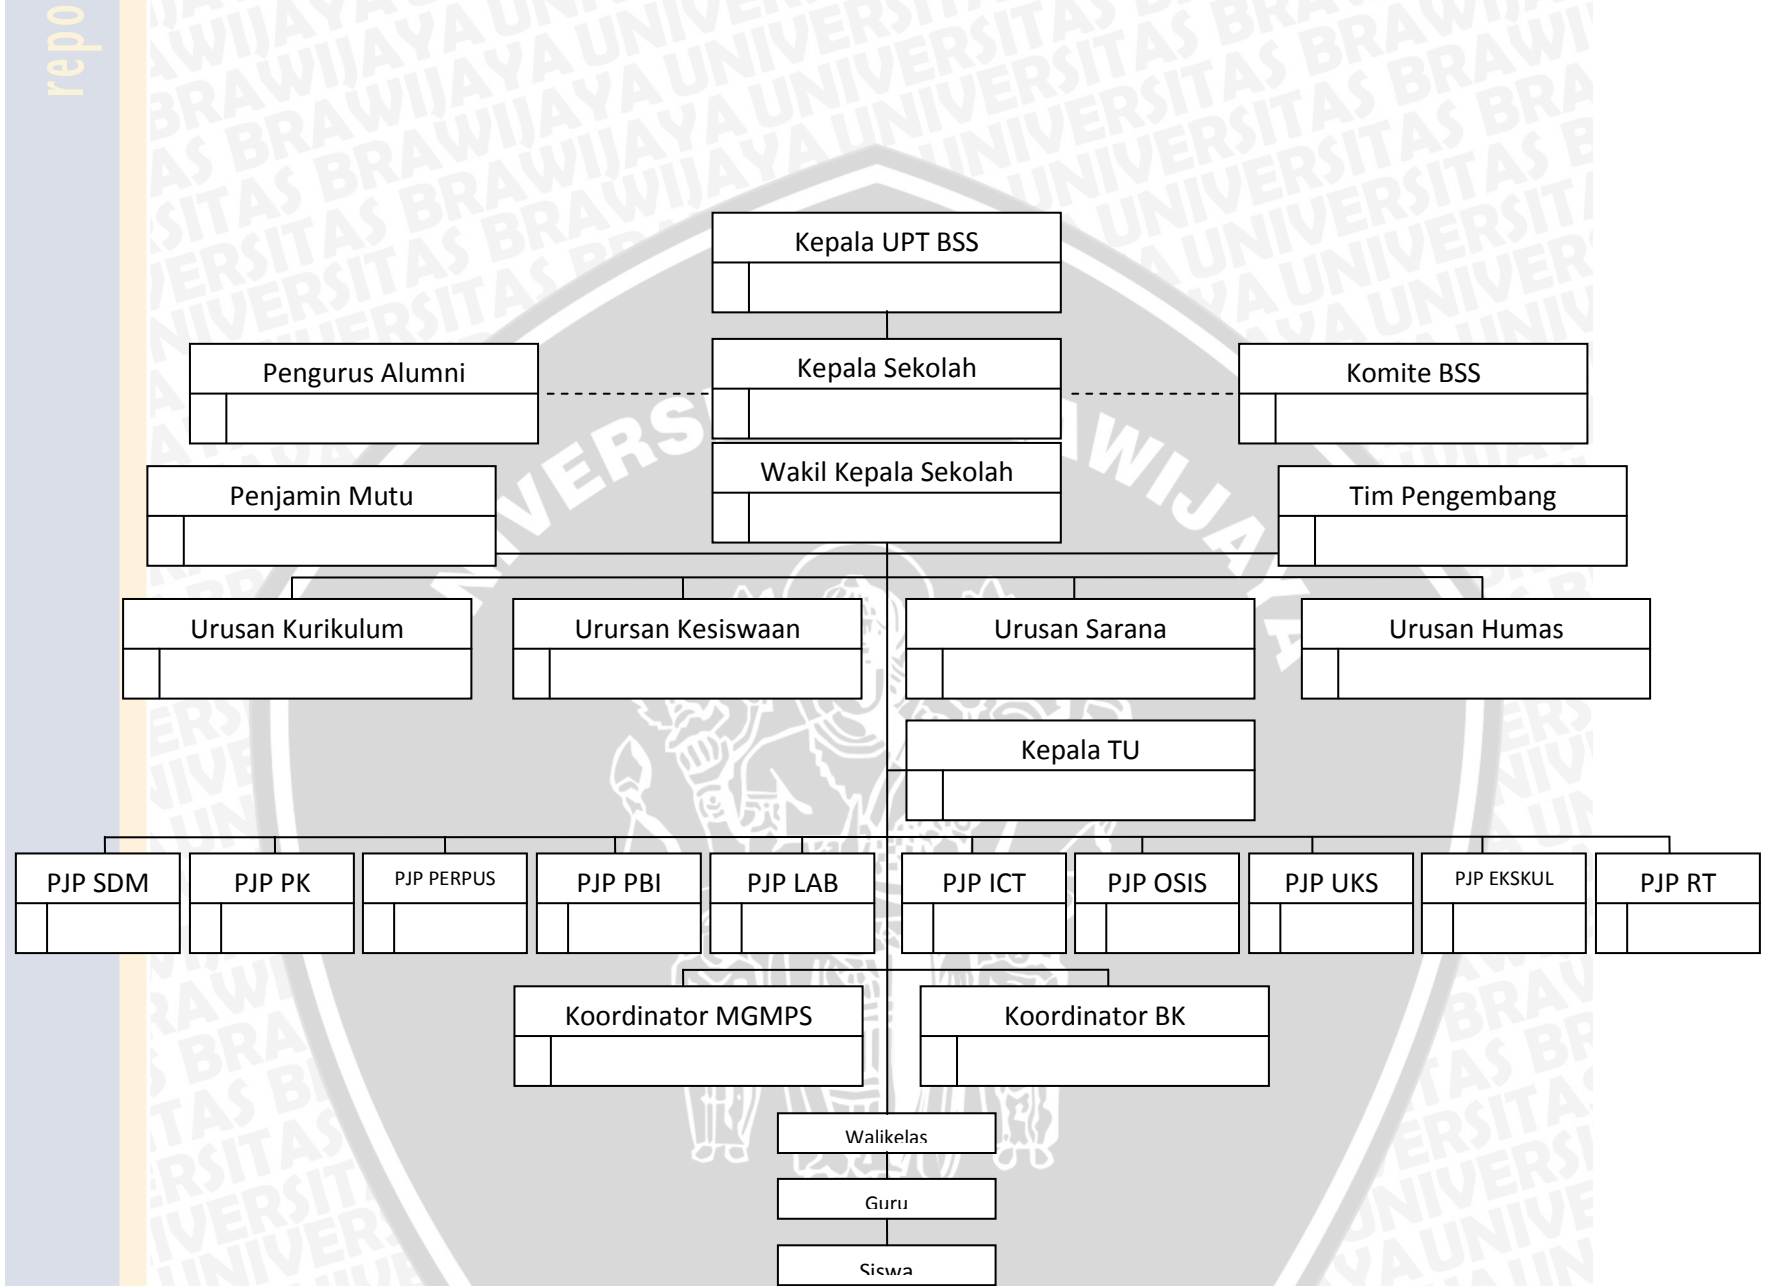 repo
Kepala UPT BSS
Pengurus Alumni
Kepala Sekolah
Komite BSS
Wakil Kepala Sekolah
Penjamin Mutu
Tim Pengembang
UNIVERSITAS BRAWIJAYA
Urusan Kurikulum
Urursan Kesiswaan
Urusan Sarana
Urusan Humas
Kepala TU
PJP SDM
PJP PK
PJP PERPUS
PJP PBI
PJP LAB
PJP ICT
PJP OSIS
PJP UKS
PJP EKSKUL
PJP RT
Koordinator MGMPS
Koordinator BK
Walikelas
Guru
Siswa